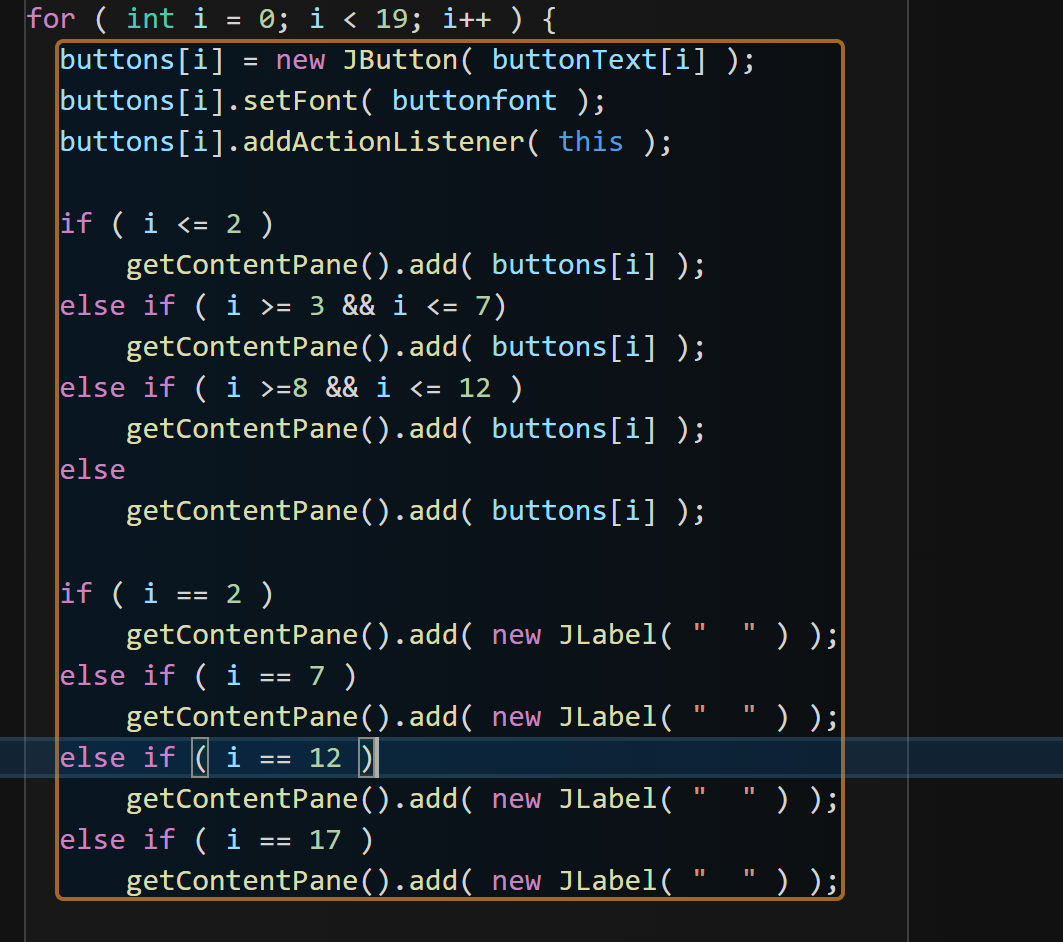 for ( int i = 0; i < 19; i++ ) {
buttons[i] = new JButton( buttonText[i] );
buttons[i].setFont( buttonfont );
buttons[i].addActionListener( this );
if ( i <= 2 )
getContentPane().add( buttons[i] );
else if ( i >= 3 && i <= 7)
getContentPane().add( buttons[i] );
else if ( i >=8 && i <= 12 )
getContentPane().add( buttons[i] );
else
getContentPane().add( buttons[i] );
if ( i == 2 )
getContentPane().add( new JLabel( "  " ) );
else if ( i == 7 )
getContentPane().add( new JLabel( "  " ) );
else if ( i == 12 )
getContentPane().add( new JLabel( "  " ) );
else if ( i == 17 )
getContentPane().add( new JLabel( "  " ) );